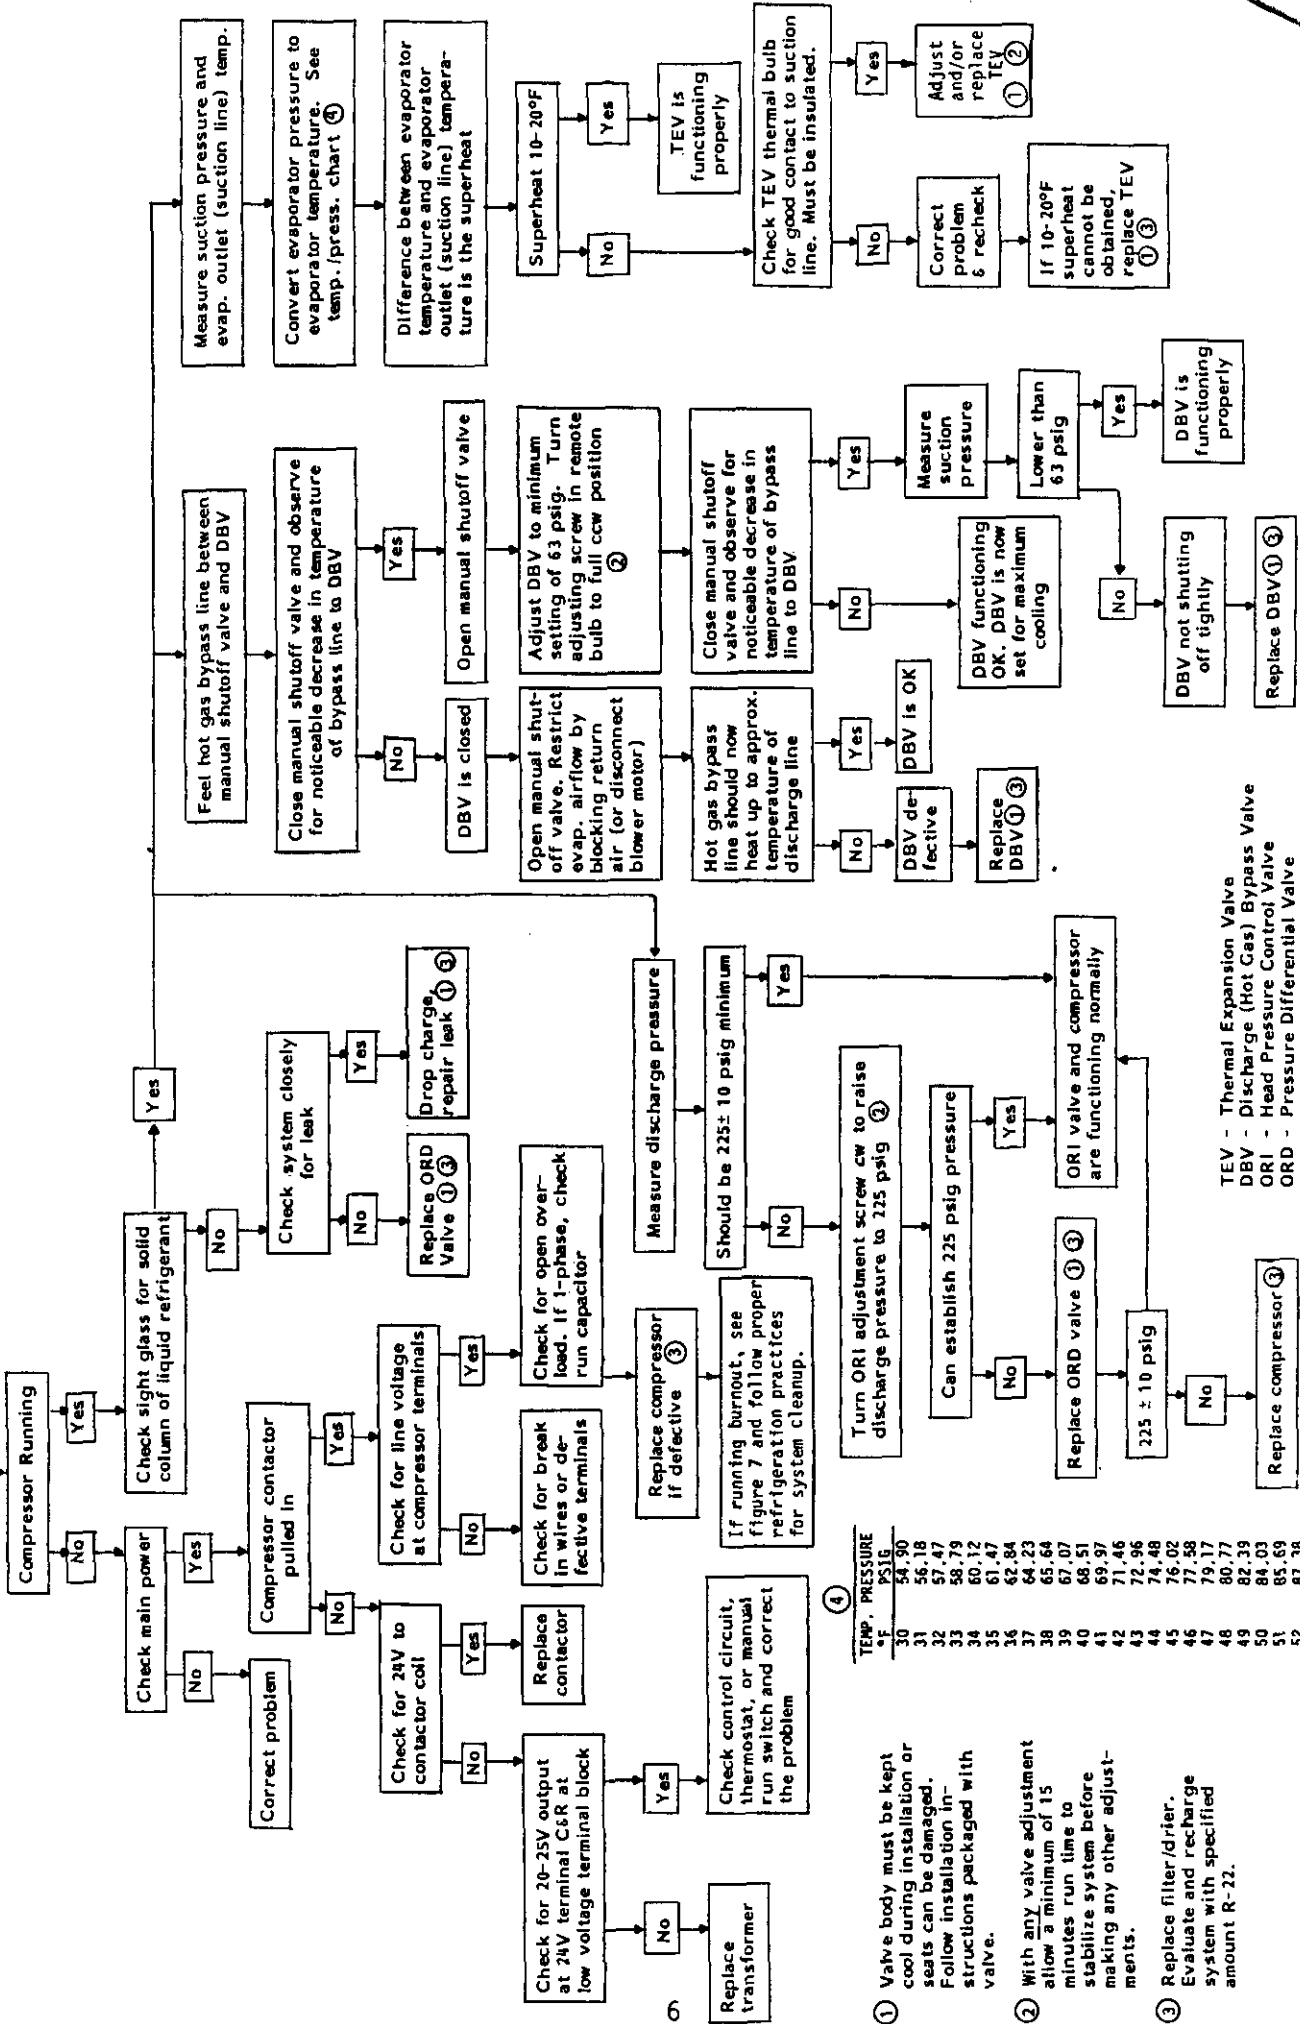 Compressor Running
No
Yes
Check main power
No
Yes
Correct problem
Compressor contactor
pulled in
No
Yes
Check for 24V to
contactor coil
No
Yes
Replace
contactor
Check for 20-25V output
at 24V terminal C&R at
low voltage terminal block
No
Yes
Replace
transformer
Check control circuit,
thermostat, or manual
run switch and correct
the problem
Check for line voltage
at compressor terminals
No
Yes
Check for break
in wires or de-
fective terminals
Check for open over-
load. If 1-phase, check
run capacitor
Replace compressor
if defective ③
If running burnout, see
figure 7 and follow proper
refrigeration practices
for system cleanup.
Check sight glass for solid
column of liquid refrigerant
No
Yes
Check system closely
for leak
No
Yes
Replace ORD
Valve ① ③
Drop charge,
repair leak ① ③
Measure discharge pressure
Should be 225± 10 psig minimum
No
Yes
Turn ORI adjustment screw cw to raise
discharge pressure to 225 psig ②
Can establish 225 psig pressure
No
Yes
Replace ORD valve ① ③
225 ± 10 psig
No
Replace compressor ③
ORI valve and compressor
are functioning normally
Feel hot gas bypass line between
manual shutoff valve and DBV
Close manual shutoff valve and observe
for noticeable decrease in temperature
of bypass line to DBV
No
Yes
DBV is closed
Open manual shut-
off valve. Restrict
evap. airflow by
blocking return
air (or disconnect
blower motor)
Hot gas bypass
line should now
heat up to approx.
temperature of
discharge line
No
Yes
DBV de-
fective
DBV is OK
Replace
DBV ① ③
Open manual shutoff valve
Adjust DBV to minimum
setting of 63 psig. Turn
adjusting screw in remote
bulb to full ccw position
②
Close manual shutoff
valve and observe for
noticeable decrease in
temperature of bypass
line to DBV
No
Yes
DBV functioning
OK. DBV is now
set for maximum
cooling
Measure
suction
pressure
Lower than
63 psig
No
Yes
DBV not shutting
off tightly
Replace DBV ① ③
DBV is
functioning
properly
Measure suction pressure and
evap. outlet (suction line) temp.
Convert evaporator pressure to
evaporator temperature. See
temp./press. chart ④
Difference between evaporator
temperature and evaporator
outlet (suction line) tempera-
ture is the superheat
Superheat 10-20°F
No
Yes
TEV is
functioning
properly
Check TEV thermal bulb
for good contact to suction
line. Must be insulated.
No
Yes
Correct
problem
& recheck
If 10-20°F
superheat
cannot be
obtained,
replace TEV
① ③
Adjust
and/or
replace
TEV
① ②
① Valve body must be kept
cool during installation or
seats can be damaged.
Follow installation in-
structions packaged with
valve.
② With any valve adjustment
allow a minimum of 15
minutes run time to
stabilize system before
making any other adjust-
ments.
③ Replace filter/drier.
Evaluate and recharge
system with specified
amount R-22.
④
TEMP. PRESSURE
°F PSIG
30 54.90
31 56.18
32 57.47
33 58.79
34 60.12
35 61.47
36 62.84
37 64.23
38 65.64
39 67.07
40 68.51
41 69.97
42 71.46
43 72.96
44 74.48
45 76.02
46 77.58
47 79.17
48 80.77
49 82.39
50 84.03
51 85.69
52 87.38
TEV - Thermal Expansion Valve
DBV - Discharge (Hot Gas) Bypass Valve
ORI - Head Pressure Control Valve
ORD - Pressure Differential Valve
6